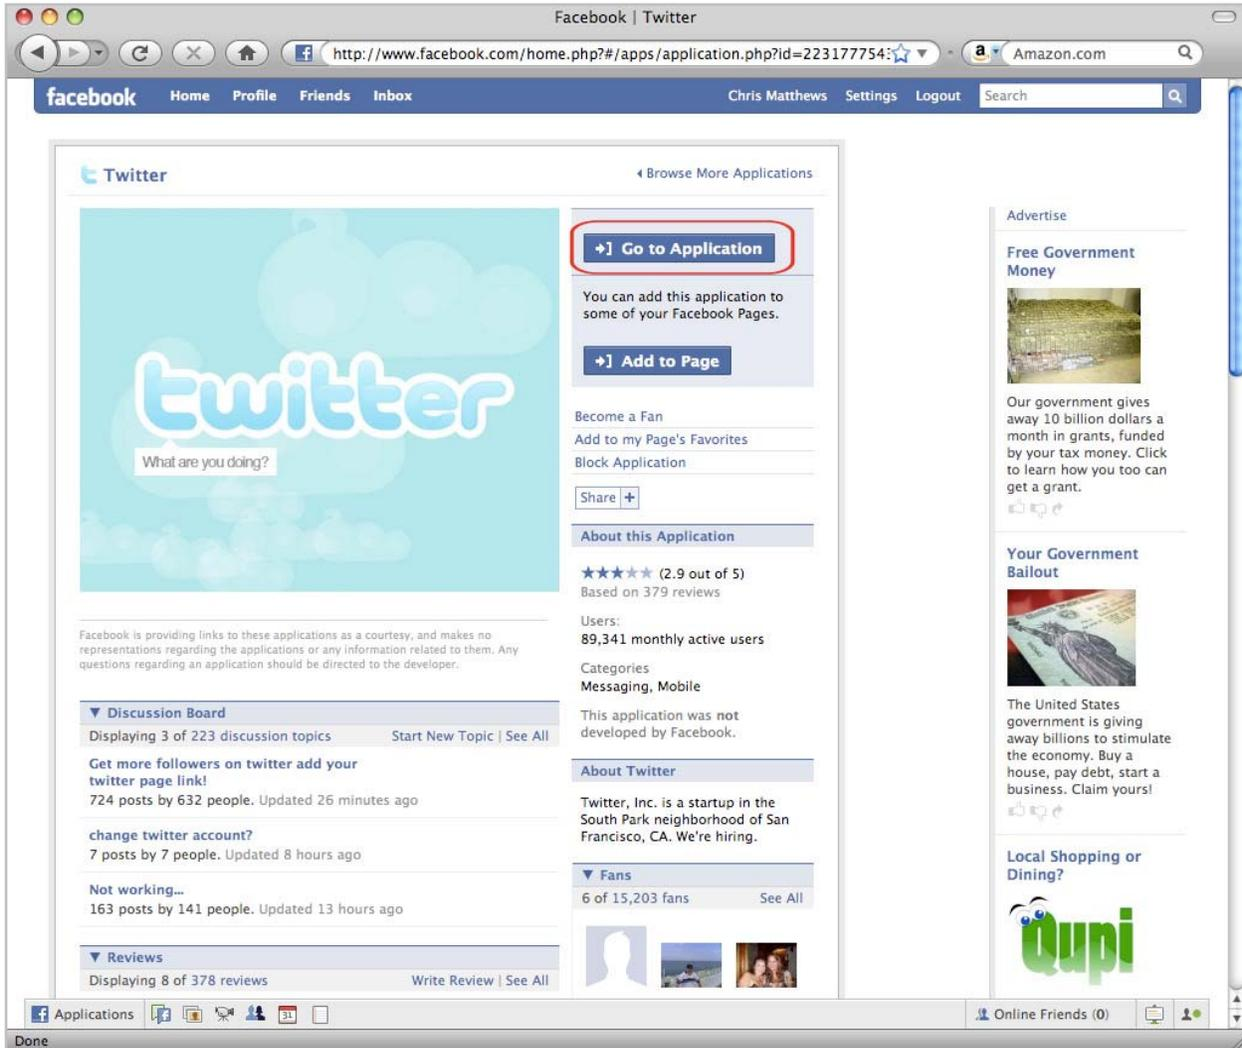 Facebook | Twitter
http://www.facebook.com/home.php?#/apps/application.php?id=2231777543
Amazon.com
facebook Home Profile Friends Inbox Chris Matthews Settings Logout Search
Twitter
Browse More Applications
twitter
What are you doing?
Go to Application
You can add this application to
some of your Facebook Pages.
Add to Page
Become a Fan
Add to my Page's Favorites
Block Application
Share +
About this Application
(2.9 out of 5)
Based on 379 reviews
Users:
89,341 monthly active users
Categories
Messaging, Mobile
This application was not
developed by Facebook.
About Twitter
Twitter, Inc. is a startup in the
South Park neighborhood of San
Francisco, CA. We're hiring.
Fans
6 of 15,203 fans See All
Facebook is providing links to these applications as a courtesy, and makes no
representations regarding the applications or any information related to them. Any
questions regarding an application should be directed to the developer.
Discussion Board
Displaying 3 of 223 discussion topics Start New Topic | See All
Get more followers on twitter add your
twitter page link!
724 posts by 632 people. Updated 26 minutes ago
change twitter account?
7 posts by 7 people. Updated 8 hours ago
Not working...
163 posts by 141 people. Updated 13 hours ago
Reviews
Displaying 8 of 378 reviews Write Review | See All
Advertise
Free Government
Money
Our government gives
away 10 billion dollars a
month in grants, funded
by your tax money. Click
to learn how you too can
get a grant.
Your Government
Bailout
The United States
government is giving
away billions to stimulate
the economy. Buy a
house, pay debt, start a
business. Claim yours!
Local Shopping or
Dining?
Qupi
Applications
31
Online Friends (0)
Done